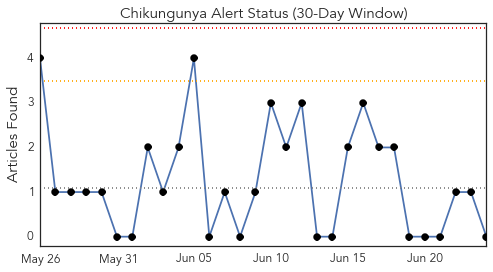 Chikungunya Alert Status (30-Day Window)
Articles Found
4
3
2
1
0
May 26
May 31
Jun 05
Jun 10
Jun 15
Jun 20